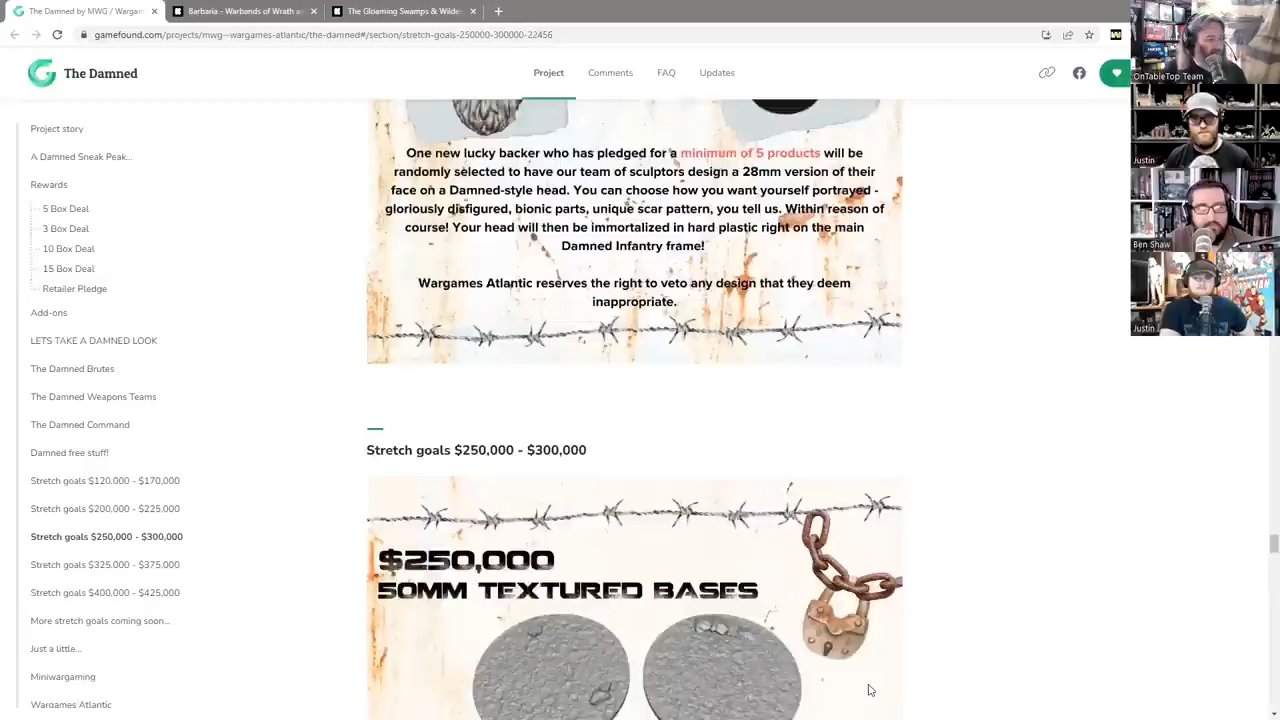 The Damned by MWG / Wargam
Barbaria - Warbands of Wrath a
The Gloaming Swamps & Wilde
gamefound.com/projects/mwg--wargames-atlantic/the-damned#/section/stretch-goals-250000-300000-22456
The Damned
Project
Comments
FAQ
Updates
OnTableTop Team
Justin
Ben Shaw
Justin
Project story
A Damned Sneak Peak...
Rewards
5 Box Deal
3 Box Deal
10 Box Deal
15 Box Deal
Retailer Pledge
Add-ons
LETS TAKE A DAMNED LOOK
The Damned Brutes
The Damned Weapons Teams
The Damned Command
Damned free stuff!
Stretch goals $120.000 - $170,000
Stretch goals $200,000 - $225,000
Stretch goals $250,000 - $300,000
Stretch goals $325.000 - $375.000
Stretch goals $400,000 - $425,000
More stretch goals coming soon...
Just a little...
Miniwargaming
Wargames Atlantic
One new lucky backer who has pledged for a minimum of 5 products will be
randomly selected to have our team of sculptors design a 28mm version of their
face on a Damned-style head. You can choose how you want yourself portrayed -
gloriously disfigured, bionic parts, unique scar pattern, you tell us. Within reason of
course! Your head will then be immortalized in hard plastic right on the main
Damned Infantry frame!
Wargames Atlantic reserves the right to veto any design that they deem
inappropriate.
Stretch goals $250,000 - $300,000
$250,000
50MM TEXTURED BASES